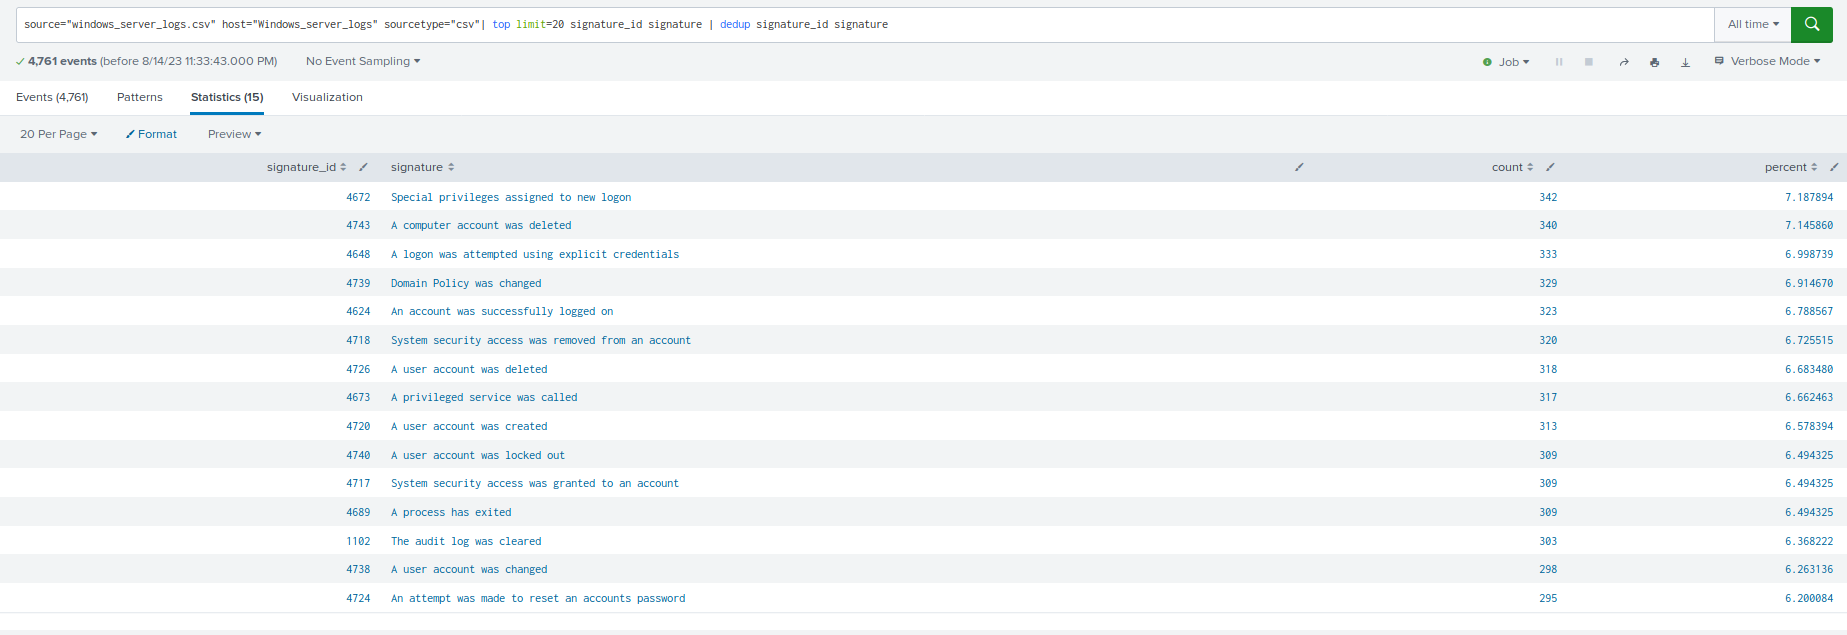 source="windows_server_logs.csv" host="Windows_server_logs" sourcetype="csv"| top limit=20 signature_id signature | dedup signature_id signature
All time
4,761 events (before 8/14/23 11:33:43.000 PM) No Event Sampling
Job Verbose Mode
Events (4,761) Patterns Statistics (15) Visualization
20 Per Page Format Preview
signature_id signature count percent
4672 Special privileges assigned to new logon 342 7.187894
4743 A computer account was deleted 340 7.145860
4648 A logon was attempted using explicit credentials 333 6.998739
4739 Domain Policy was changed 329 6.914670
4624 An account was successfully logged on 323 6.788567
4718 System security access was removed from an account 320 6.725515
4726 A user account was deleted 318 6.683480
4673 A privileged service was called 317 6.662463
4720 A user account was created 313 6.578394
4740 A user account was locked out 309 6.494325
4717 System security access was granted to an account 309 6.494325
4689 A process has exited 309 6.494325
1102 The audit log was cleared 303 6.368222
4738 A user account was changed 298 6.263136
4724 An attempt was made to reset an accounts password 295 6.200084